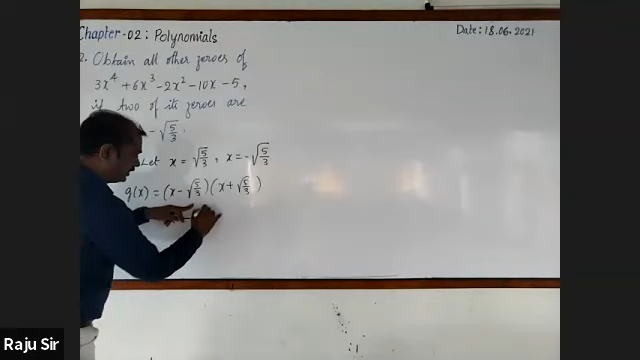 Chapter-02: Polynomials
Date: 18.06.2021
2. Obtain all other zeroes of
3x⁴ + 6x³ - 2x² - 10x - 5,
if two of its zeroes are
- √5/3.
Let x = √5/3, x = -√5/3
g(x) = (x - √5/3)(x + √5/3)
Raju Sir